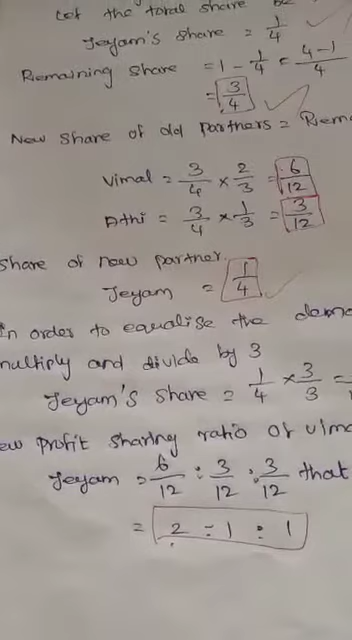 Let the total share be
Jeyam's share = 1/4
Remaining share = 1 - 1/4 = 4-1/4
= 3/4
New share of old partners = Rem
Vimal = 3/4 × 2/3 = 6/12
Athi = 3/4 × 1/3 = 3/12
share of new partner
Jeyam = 1/4
In order to equalise the deno
multiply and divide by 3
Jeyam's share = 1/4 × 3/3 =
ew profit sharing ratio of vima
Jeyam = 6/12 : 3/12 : 3/12 that
= 2 : 1 : 1